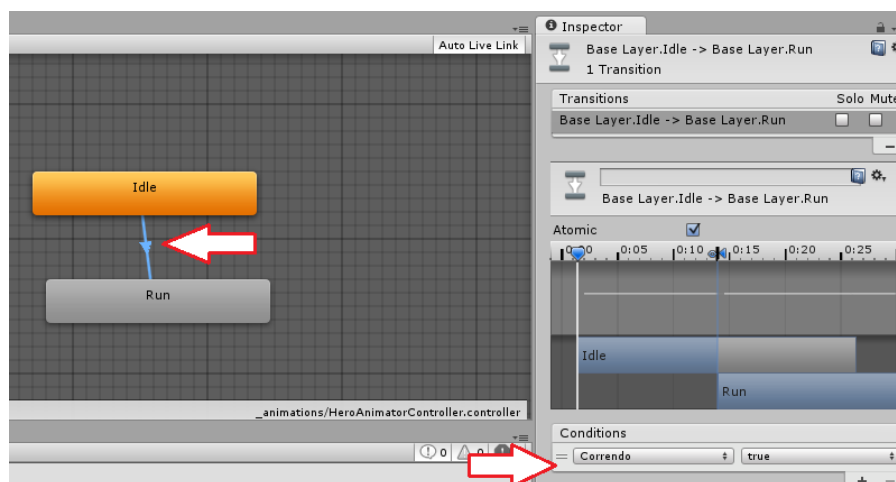 Auto Live Link
Idle
Run
_animations/HeroAnimatorController.controller
0
0
Inspector
Base Layer.Idle -> Base Layer.Run
1 Transition
Transitions Solo Mute
Base Layer.Idle -> Base Layer.Run
Base Layer.Idle -> Base Layer.Run
Atomic
0:05 0:10 0:15 0:20 0:25
Idle
Run
Conditions
Correndo true